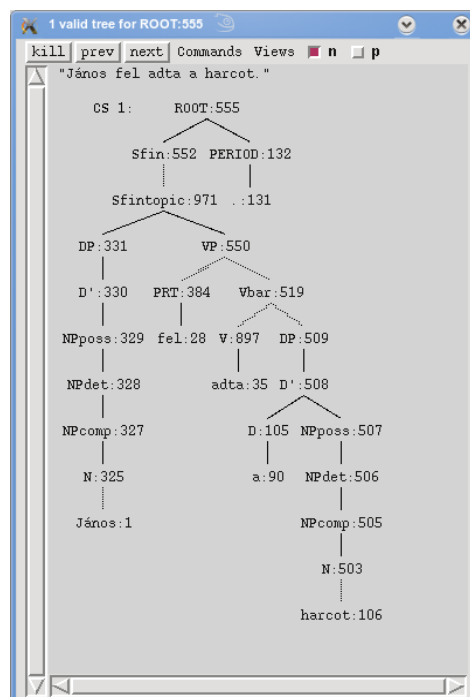 1 valid tree for ROOT:555
kill prev next Commands Views n p
"János fel adta a harcot."
CS 1: ROOT:555
Sfin:552 PERIOD:132
Sfintopic:971 .:131
DP:331 VP:550
D':330 PRT:384 Vbar:519
NPposs:329 fel:28 V:897 DP:509
NPdet:328 adta:35 D':508
NPcomp:327 D:105 NPposs:507
N:325 a:90 NPdet:506
János:1 NPcomp:505
N:503
harcot:106